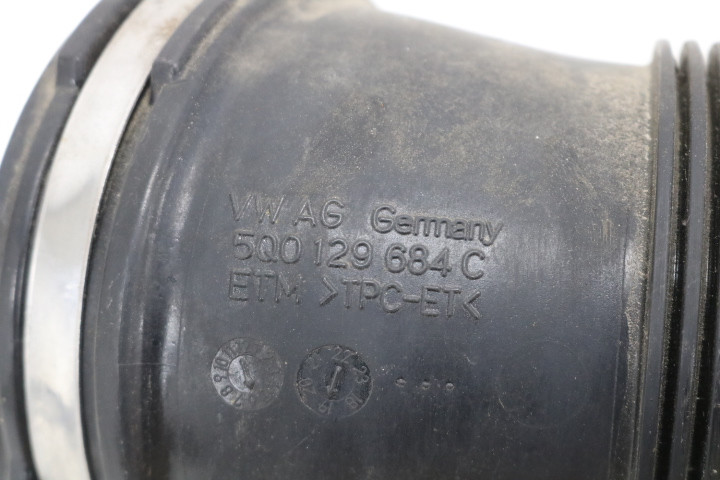 VW AG Germany
5Q0 129 684 C
ETM >TPC-ET<